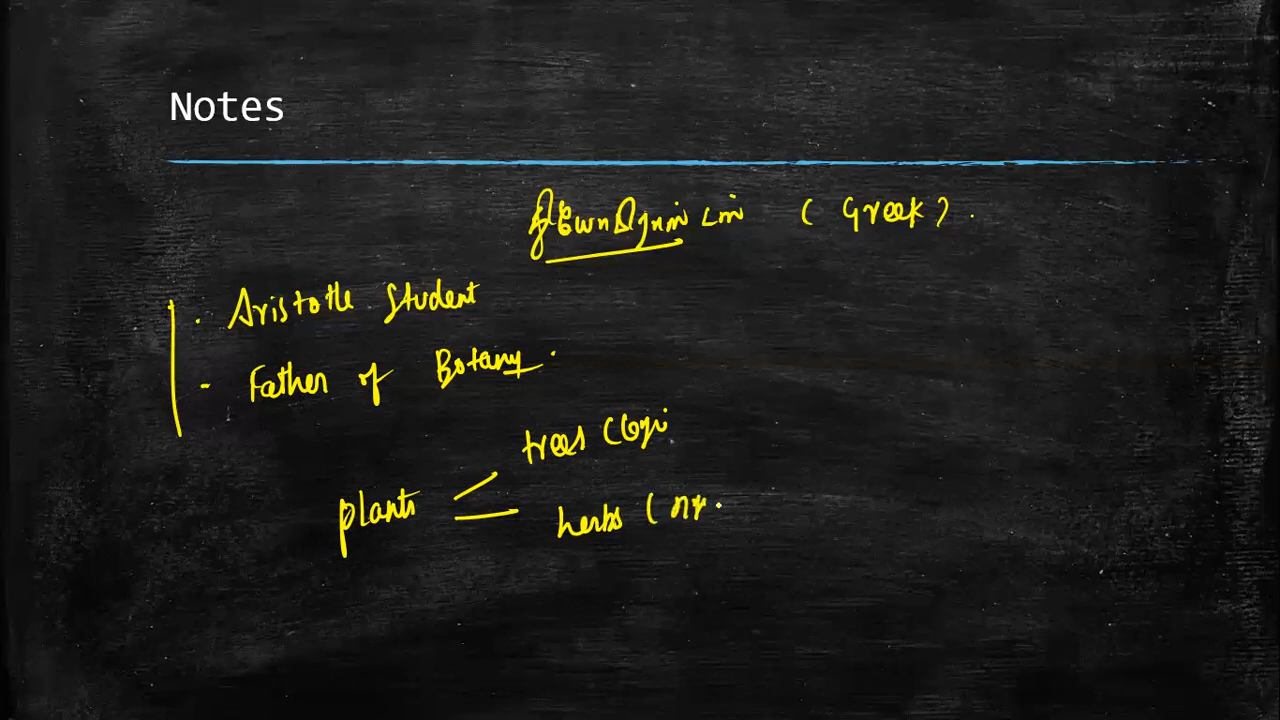 Notes
(Greek).
. Aristotle Student
- Father of Botany.
trees (
plants
herbs (